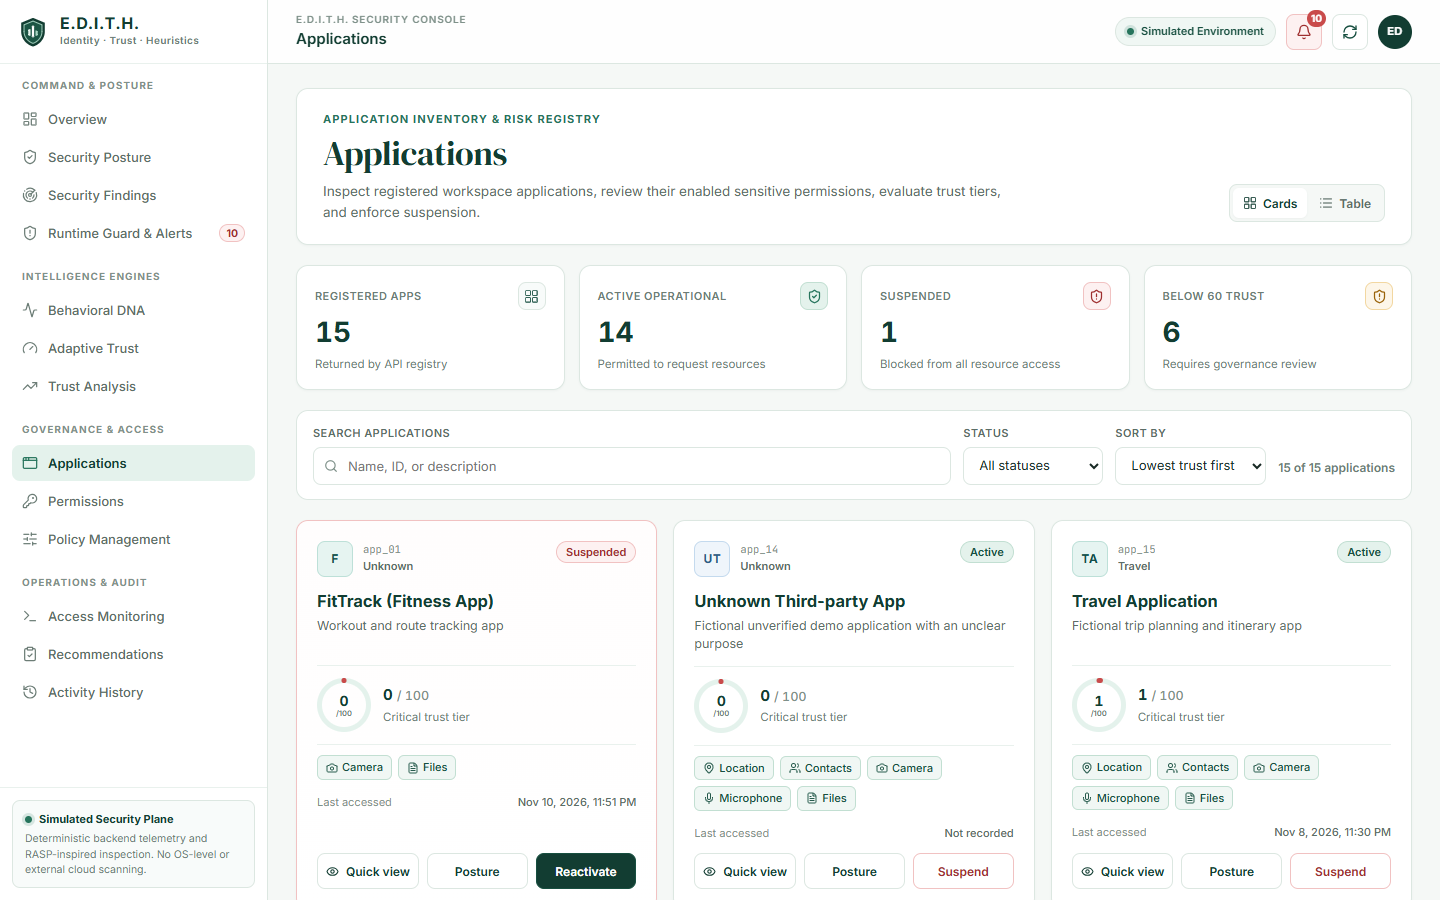 E.D.I.T.H.
Identity · Trust · Heuristics
COMMAND & POSTURE
Overview
Security Posture
Security Findings
Runtime Guard & Alerts
10
INTELLIGENCE ENGINES
Behavioral DNA
Adaptive Trust
Trust Analysis
GOVERNANCE & ACCESS
Applications
Permissions
Policy Management
OPERATIONS & AUDIT
Access Monitoring
Recommendations
Activity History
Simulated Security Plane
Deterministic backend telemetry and
RASP-inspired inspection. No OS-level or
external cloud scanning.
E.D.I.T.H. SECURITY CONSOLE
Applications
Simulated Environment
10
ED
APPLICATION INVENTORY & RISK REGISTRY
Applications
Inspect registered workspace applications, review their enabled sensitive permissions, evaluate trust tiers,
and enforce suspension.
Cards
Table
REGISTERED APPS
15
Returned by API registry
ACTIVE OPERATIONAL
14
Permitted to request resources
SUSPENDED
1
Blocked from all resource access
BELOW 60 TRUST
6
Requires governance review
SEARCH APPLICATIONS
Name, ID, or description
STATUS
All statuses
SORT BY
Lowest trust first
15 of 15 applications
F
app_01
Unknown
Suspended
FitTrack (Fitness App)
Workout and route tracking app
0
/100
0 / 100
Critical trust tier
Camera
Files
Last accessed
Nov 10, 2026, 11:51 PM
Quick view
Posture
Reactivate
UT
app_14
Unknown
Active
Unknown Third-party App
Fictional unverified demo application with an unclear
purpose
0
/100
0 / 100
Critical trust tier
Location
Contacts
Camera
Microphone
Files
Last accessed
Not recorded
Quick view
Posture
Suspend
TA
app_15
Travel
Active
Travel Application
Fictional trip planning and itinerary app
1
/100
1 / 100
Critical trust tier
Location
Contacts
Camera
Microphone
Files
Last accessed
Nov 8, 2026, 11:30 PM
Quick view
Posture
Suspend